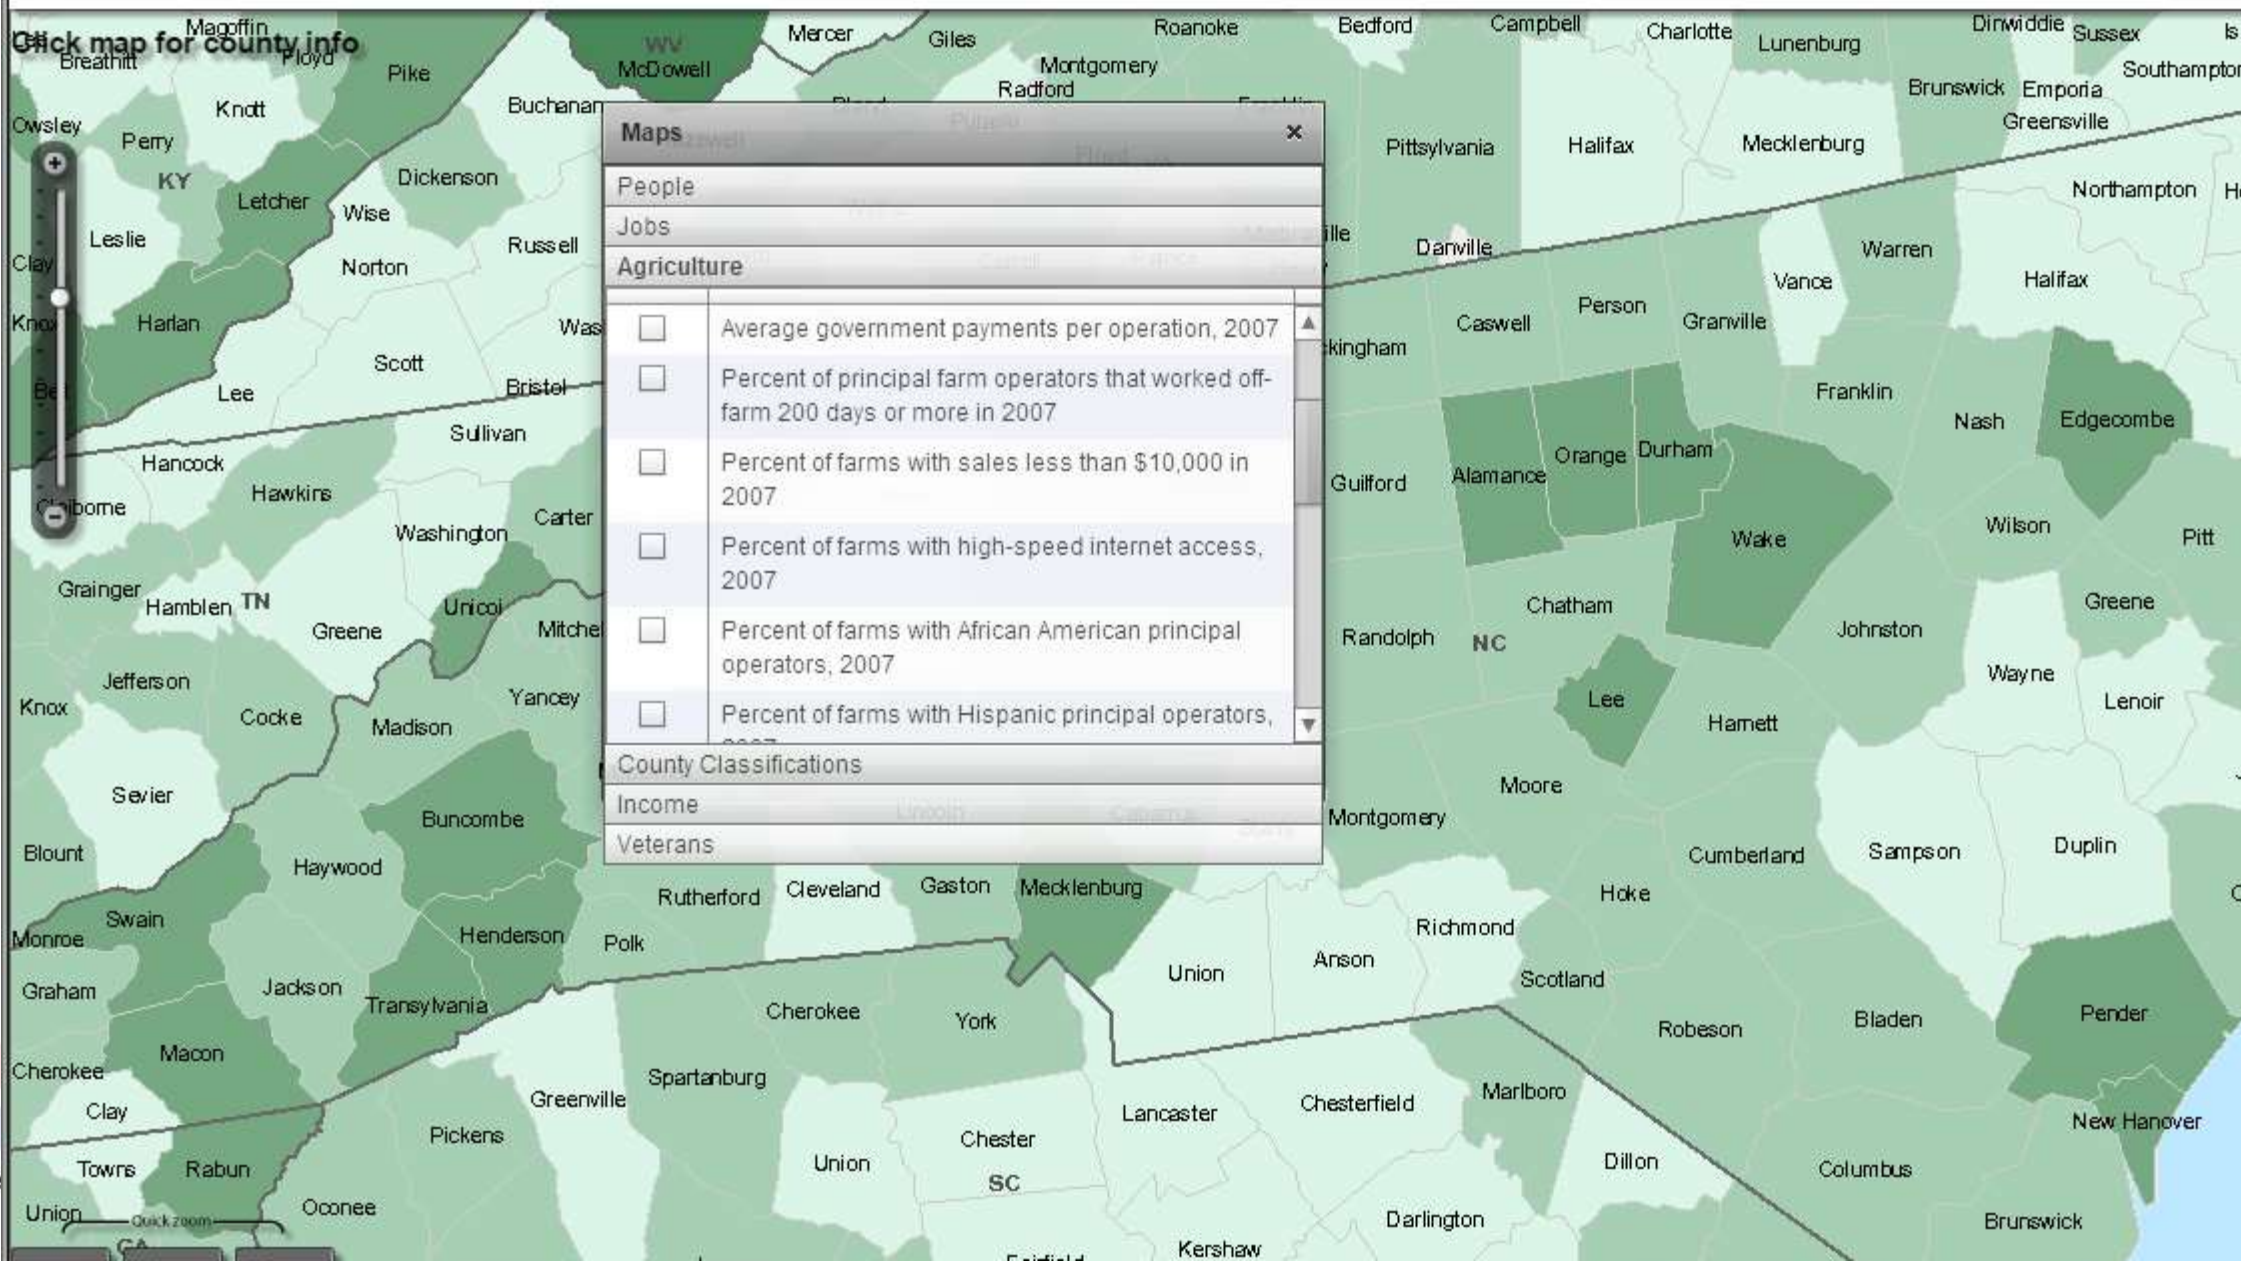 Click map for county info
Magoffin
Breathitt
Floyd
Pike
WV
McDowell
Mercer
Giles
Roanoke
Bedford
Campbell
Charlotte
Lunenburg
Dinwiddie
Sussex
Southampton
Montgomery
Radford
Brunswick
Emporia
Greensville
Knott
Buchanan
Owsley
Perry
KY
Letcher
Dickenson
Wise
Leslie
Russell
Clay
Norton
Knox
Harlan
Scott
Lee
Bristol
Pittsylvania
Halifax
Mecklenburg
Northampton
Danville
Warren
Vance
Halifax
Person
Caswell
Granville
Franklin
Nash
Edgecombe
Maps
People
Jobs
Agriculture
Average government payments per operation, 2007
Percent of principal farm operators that worked off-
farm 200 days or more in 2007
Percent of farms with sales less than $10,000 in
2007
Percent of farms with high-speed internet access,
2007
Percent of farms with African American principal
operators, 2007
Percent of farms with Hispanic principal operators,
2007
County Classifications
Income
Veterans
Sullivan
Hancock
Hawkins
Claiborne
Washington
Carter
Grainger
Hamblen
TN
Greene
Unicoi
Mitchel
Jefferson
Knox
Cocke
Madison
Yancey
Sevier
Buncombe
Blount
Haywood
Swain
Monroe
Henderson
Graham
Jackson
Transylvania
Macon
Cherokee
Clay
Towns
Rabun
Union
Quick zoom
GA
Guilford
Alamance
Orange
Durham
Wake
Wilson
Pitt
Chatham
Greene
Randolph
NC
Johnston
Wayne
Lee
Harnett
Lenoir
Moore
Montgomery
Cumberland
Sampson
Duplin
Hoke
Rutherford
Cleveland
Gaston
Mecklenburg
Polk
Richmond
Union
Anson
Scotland
Cherokee
York
Robeson
Bladen
Pender
Spartanburg
Greenville
Pickens
Oconee
Lancaster
Chesterfield
Marlboro
Chester
Union
SC
Dillon
Columbus
New Hanover
Darlington
Kershaw
Brunswick